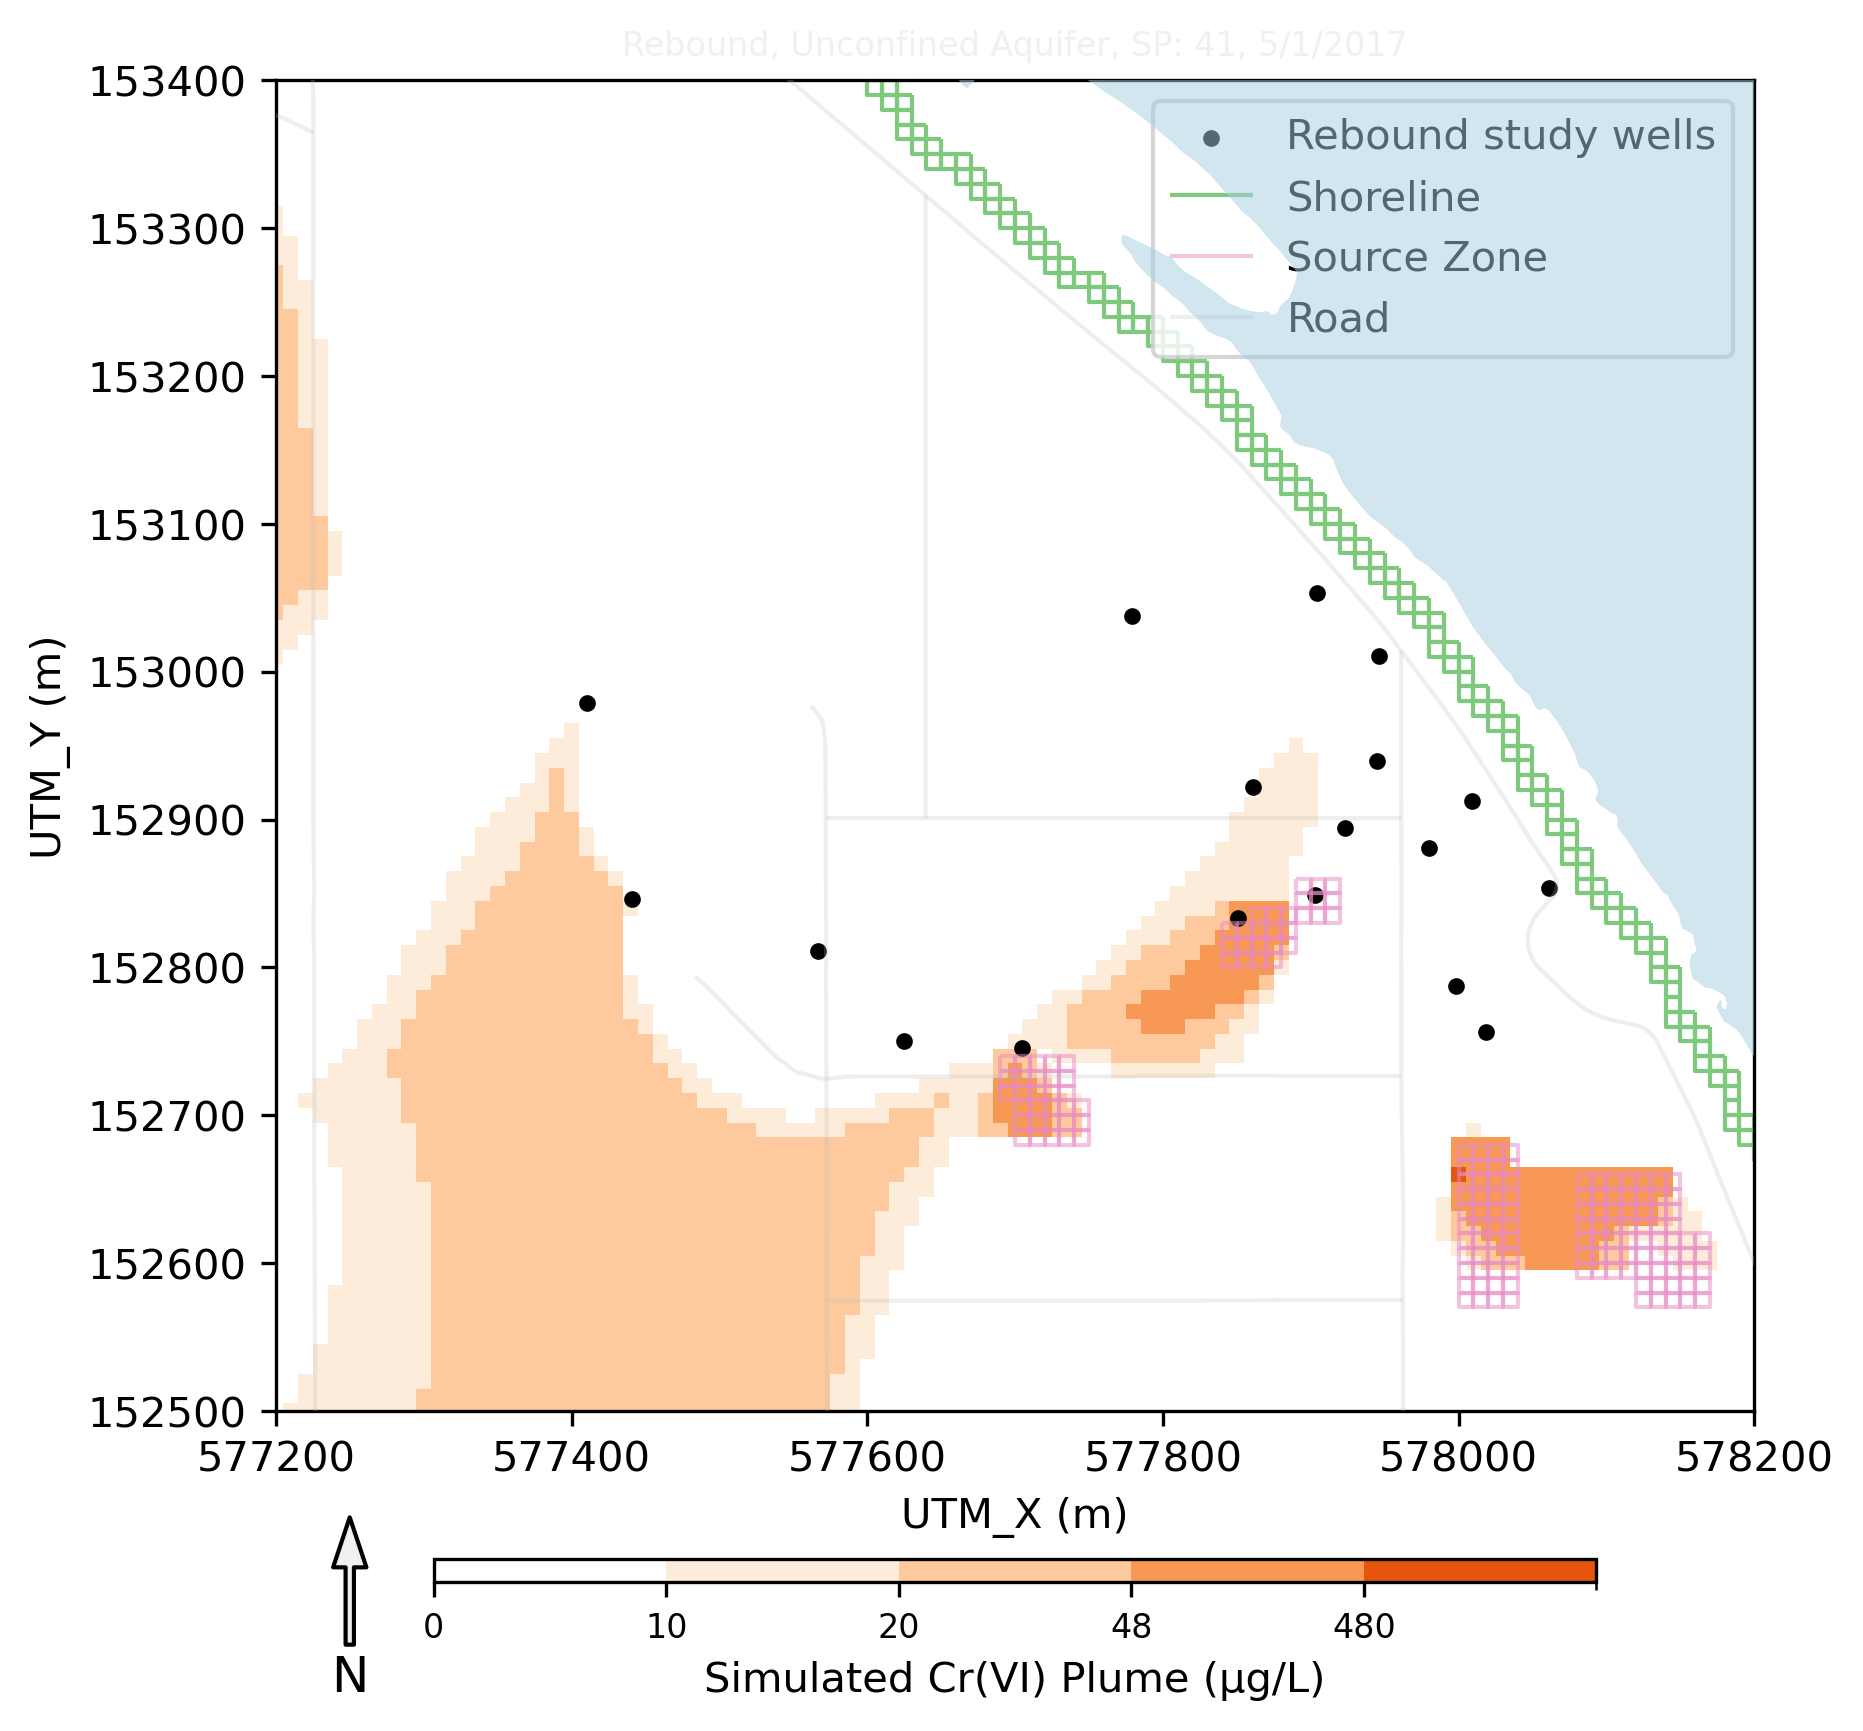 Rebound, Unconfined Aquifer, SP: 41, 5/1/2017
153400
153300
153200
153100
153000
152900
152800
152700
152600
152500
UTM_Y (m)
Rebound study wells
Shoreline
Source Zone
Road
577200
577400
577600
577800
578000
578200
UTM_X (m)
N
0
10
20
48
480
Simulated Cr(VI) Plume (μg/L)